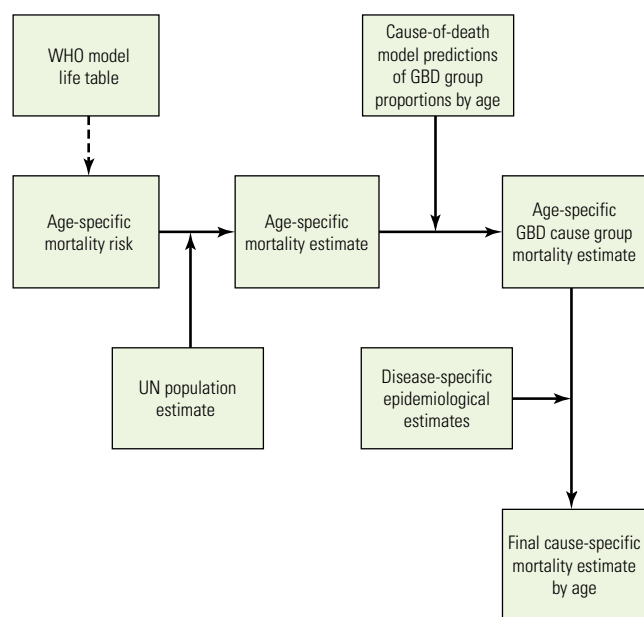 WHO model
life table
Cause-of-death
model predictions
of GBD group
proportions by age
Age-specific
mortality risk
Age-specific
mortality estimate
Age-specific
GBD cause group
mortality estimate
UN population
estimate
Disease-specific
epidemiological
estimates
Final cause-specific
mortality estimate
by age